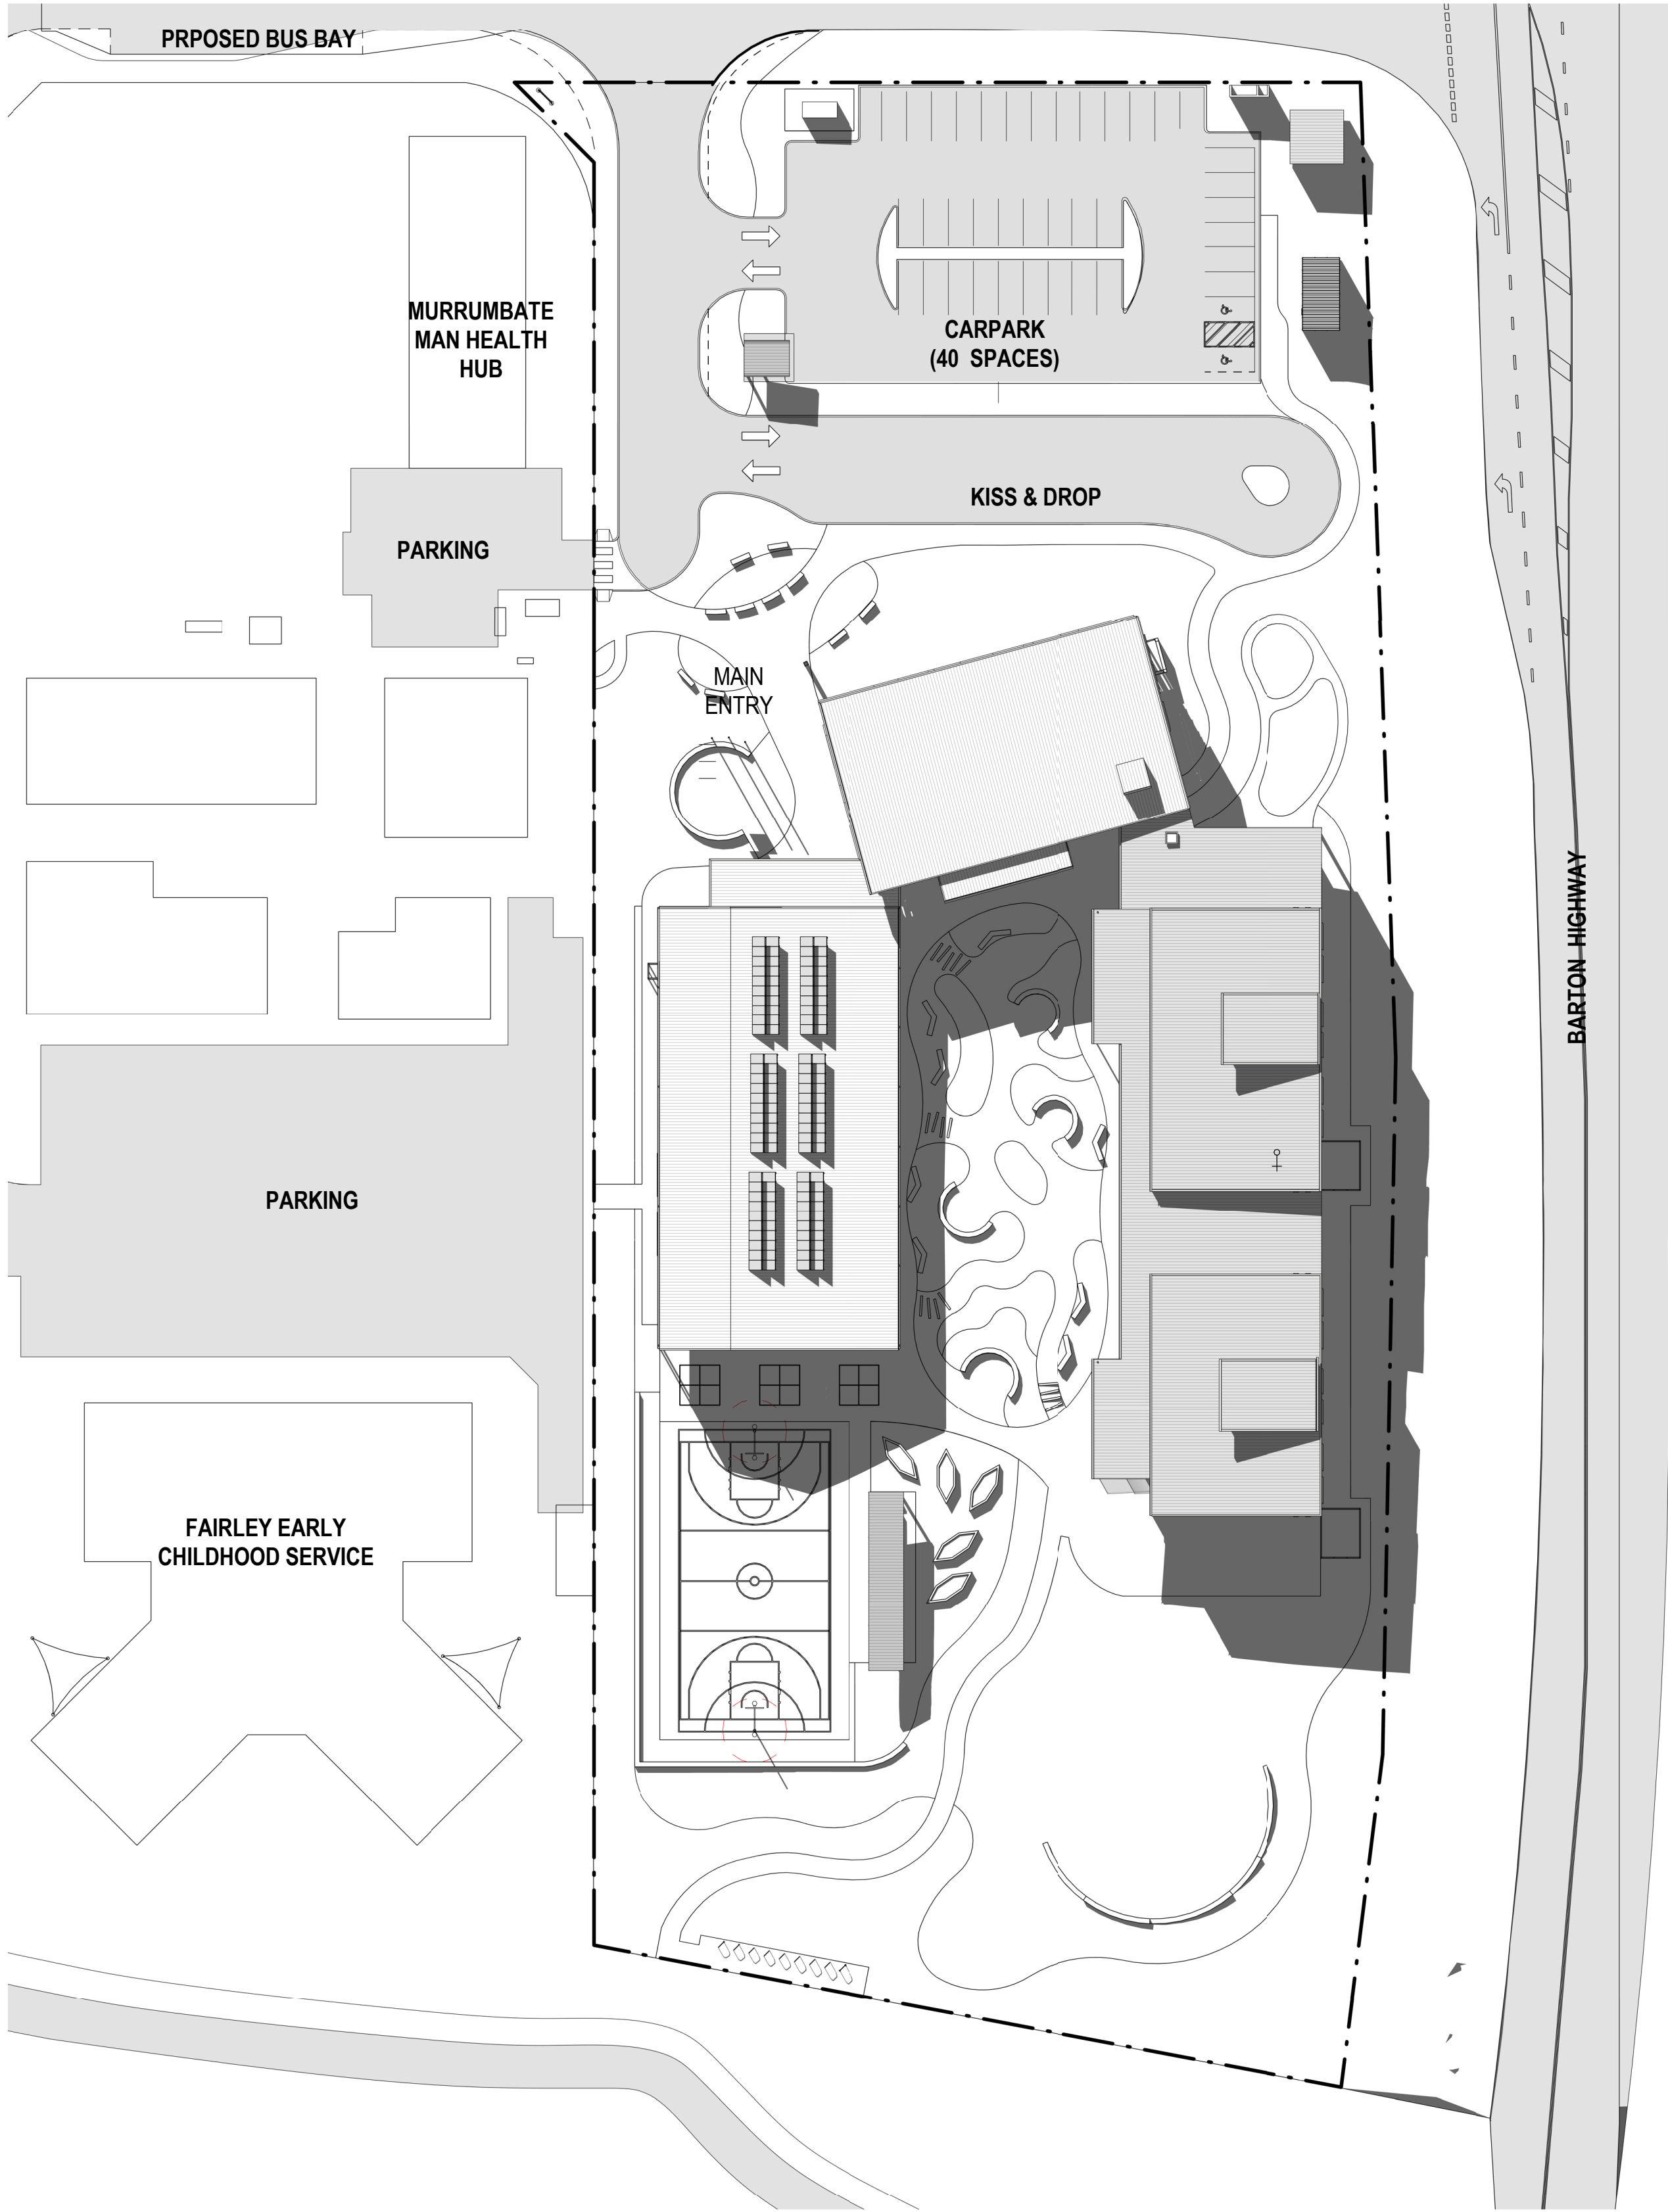 PRPOSED BUS BAY
MURRUMBATE
MAN HEALTH
HUB
CARPARK
(40 SPACES)
KISS & DROP
PARKING
MAIN
ENTRY
BARTON HIGHWAY
PARKING
FAIRLEY EARLY
CHILDHOOD SERVICE